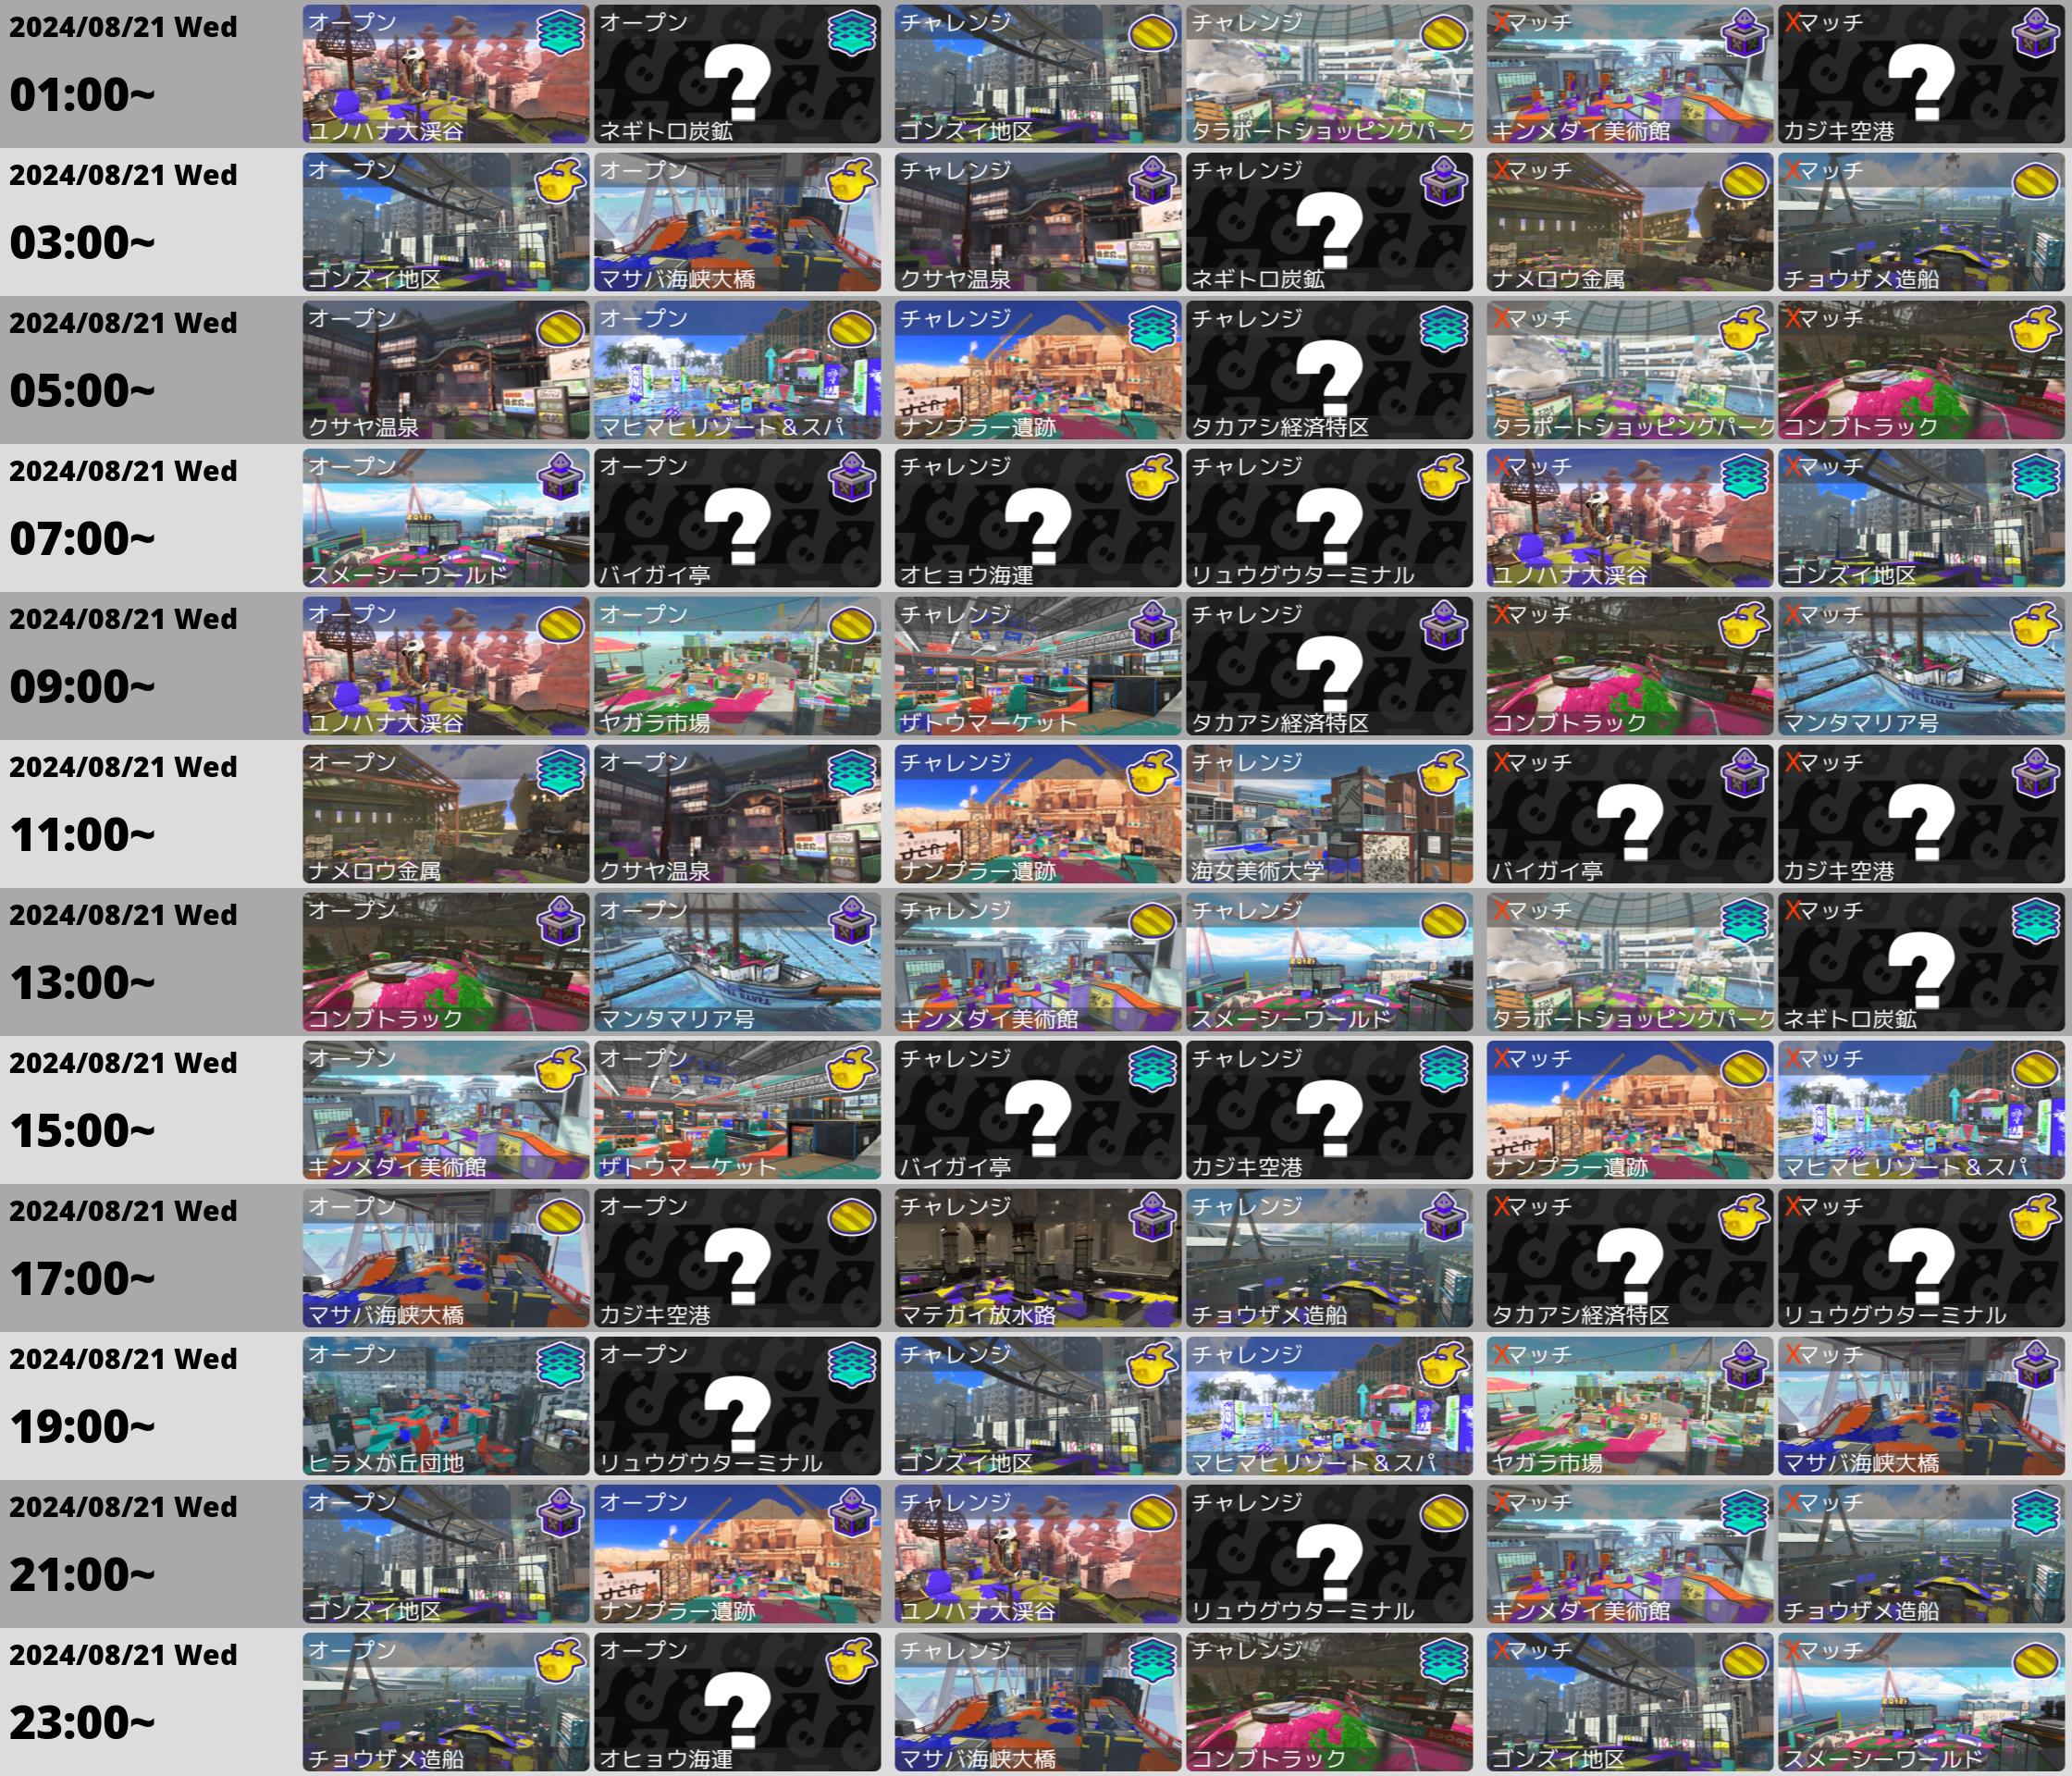 2024/08/21 Wed
01:00~
オープン
ユノハナ大渓谷
オープン
ネギトロ炭鉱
チャレンジ
ゴンズイ地区
チャレンジ
タラポートショッピングパーク
Xマッチ
キンメダイ美術館
Xマッチ
カジキ空港
2024/08/21 Wed
03:00~
オープン
ゴンズイ地区
オープン
マサバ海峡大橋
チャレンジ
クサヤ温泉
チャレンジ
ネギトロ炭鉱
Xマッチ
ナメロウ金属
Xマッチ
チョウザメ造船
2024/08/21 Wed
05:00~
オープン
クサヤ温泉
オープン
マヒマヒリゾート&スパ
チャレンジ
ナンプラー遺跡
チャレンジ
タカアシ経済特区
Xマッチ
タラポートショッピングパーク
Xマッチ
コンブトラック
2024/08/21 Wed
07:00~
オープン
スメーシーワールド
オープン
バイガイ亭
チャレンジ
オヒョウ海運
チャレンジ
リュウグウターミナル
Xマッチ
ユノハナ大渓谷
Xマッチ
ゴンズイ地区
2024/08/21 Wed
09:00~
オープン
ユノハナ大渓谷
オープン
ヤガラ市場
チャレンジ
ザトウマーケット
チャレンジ
タカアシ経済特区
Xマッチ
コンブトラック
Xマッチ
マンタマリア号
2024/08/21 Wed
11:00~
オープン
ナメロウ金属
オープン
クサヤ温泉
チャレンジ
ナンプラー遺跡
チャレンジ
海女美術大学
Xマッチ
バイガイ亭
Xマッチ
カジキ空港
2024/08/21 Wed
13:00~
オープン
コンブトラック
オープン
マンタマリア号
チャレンジ
キンメダイ美術館
チャレンジ
スメーシーワールド
Xマッチ
タラポートショッピングパーク
Xマッチ
ネギトロ炭鉱
2024/08/21 Wed
15:00~
オープン
キンメダイ美術館
オープン
ザトウマーケット
チャレンジ
バイガイ亭
チャレンジ
カジキ空港
Xマッチ
ナンプラー遺跡
Xマッチ
マヒマヒリゾート&スパ
2024/08/21 Wed
17:00~
オープン
マサバ海峡大橋
オープン
カジキ空港
チャレンジ
マテガイ放水路
チャレンジ
チョウザメ造船
Xマッチ
タカアシ経済特区
Xマッチ
リュウグウターミナル
2024/08/21 Wed
19:00~
オープン
ヒラメが丘団地
オープン
リュウグウターミナル
チャレンジ
ゴンズイ地区
チャレンジ
マヒマヒリゾート&スパ
Xマッチ
ヤガラ市場
Xマッチ
マサバ海峡大橋
2024/08/21 Wed
21:00~
オープン
ゴンズイ地区
オープン
ナンプラー遺跡
チャレンジ
ユノハナ大渓谷
チャレンジ
リュウグウターミナル
Xマッチ
キンメダイ美術館
Xマッチ
チョウザメ造船
2024/08/21 Wed
23:00~
オープン
チョウザメ造船
オープン
オヒョウ海運
チャレンジ
マサバ海峡大橋
チャレンジ
コンブトラック
Xマッチ
ゴンズイ地区
Xマッチ
スメーシーワールド